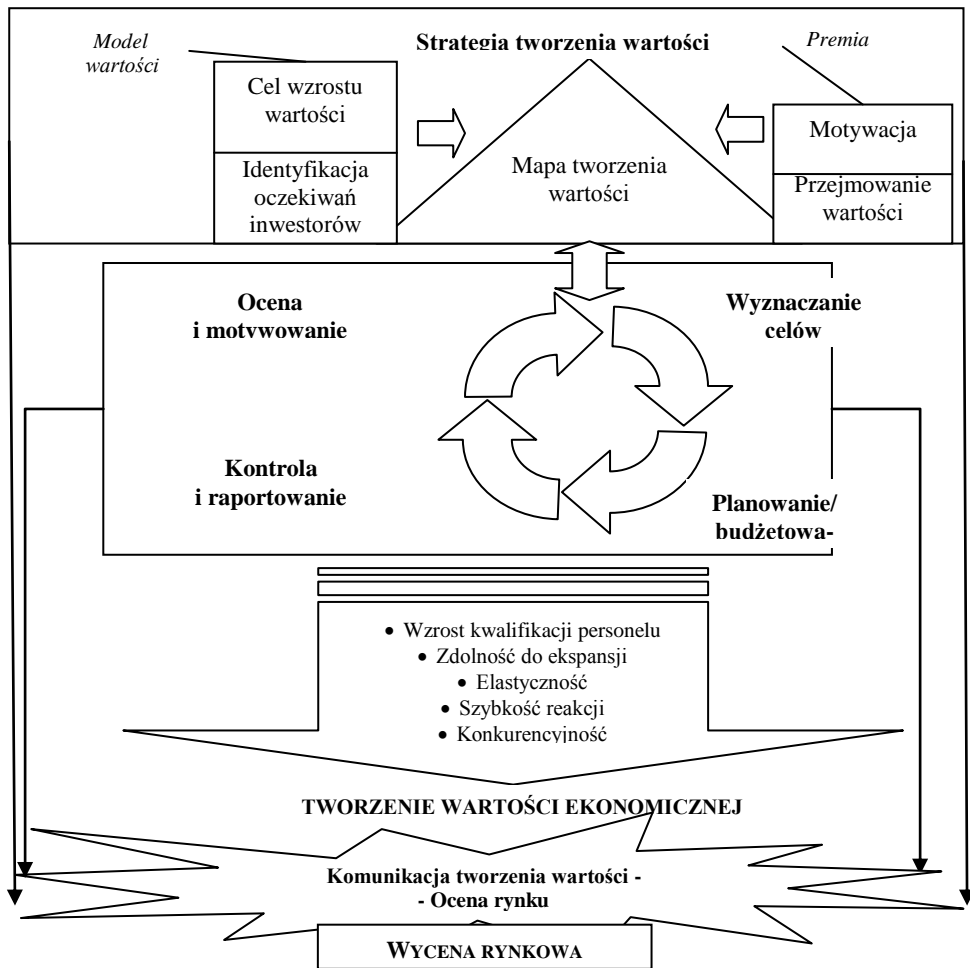 Model
wartości
Strategia tworzenia wartości
Premia
Cel wzrostu
wartości
Motywacja
Identyfikacja
oczekiwań
inwestorów
Mapa tworzenia
wartości
Przejmowanie
wartości
Ocena
i motywowanie
Wyznaczanie
celów
Kontrola
i raportowanie
Planowanie/
budżetowa-
• Wzrost kwalifikacji personelu
• Zdolność do ekspansji
• Elastyczność
• Szybkość reakcji
• Konkurencyjność
TWORZENIE WARTOŚCI EKONOMICZNEJ
Komunikacja tworzenia wartości -
- Ocena rynku
WYCENA RYNKOWA